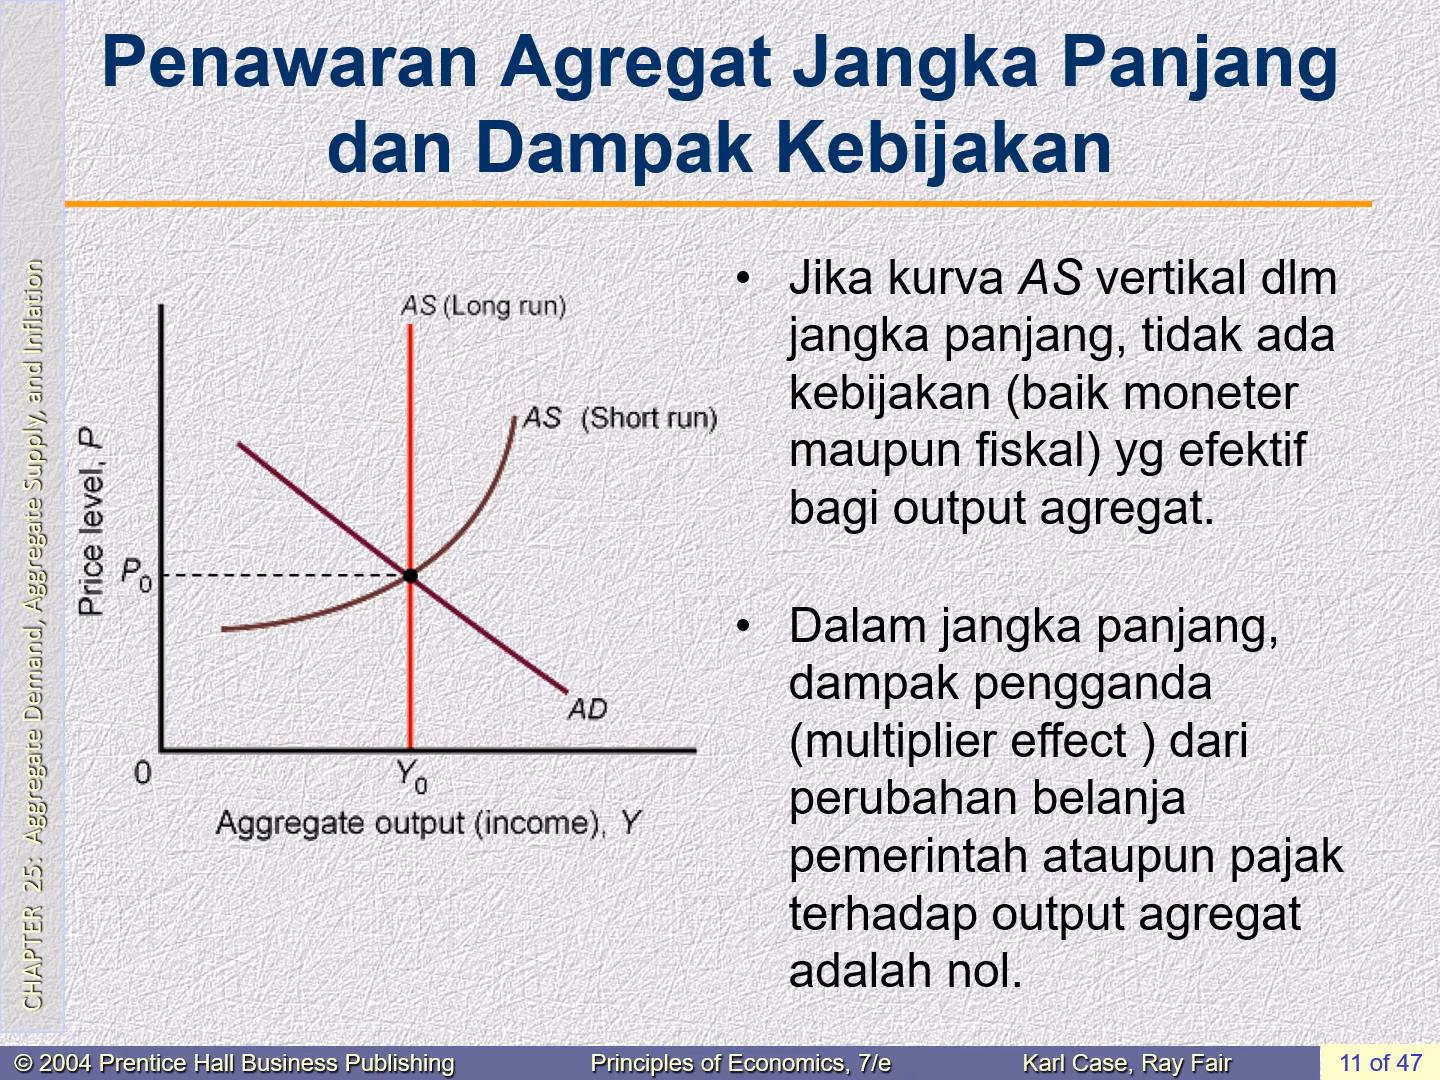 Penawaran Agregat Jangka Panjang
dan Dampak Kebijakan
CHAPTER 25: Aggregate Demand, Aggregate Supply, and Inflation
AS (Long run)
AS (Short run)
Price level, P
P0
AD
0
Y0
Aggregate output (income), Y
• Jika kurva AS vertikal dlm
jangka panjang, tidak ada
kebijakan (baik moneter
maupun fiskal) yg efektif
bagi output agregat.
• Dalam jangka panjang,
dampak pengganda
(multiplier effect ) dari
perubahan belanja
pemerintah ataupun pajak
terhadap output agregat
adalah nol.
© 2004 Prentice Hall Business Publishing Principles of Economics, 7/e Karl Case, Ray Fair 11 of 47